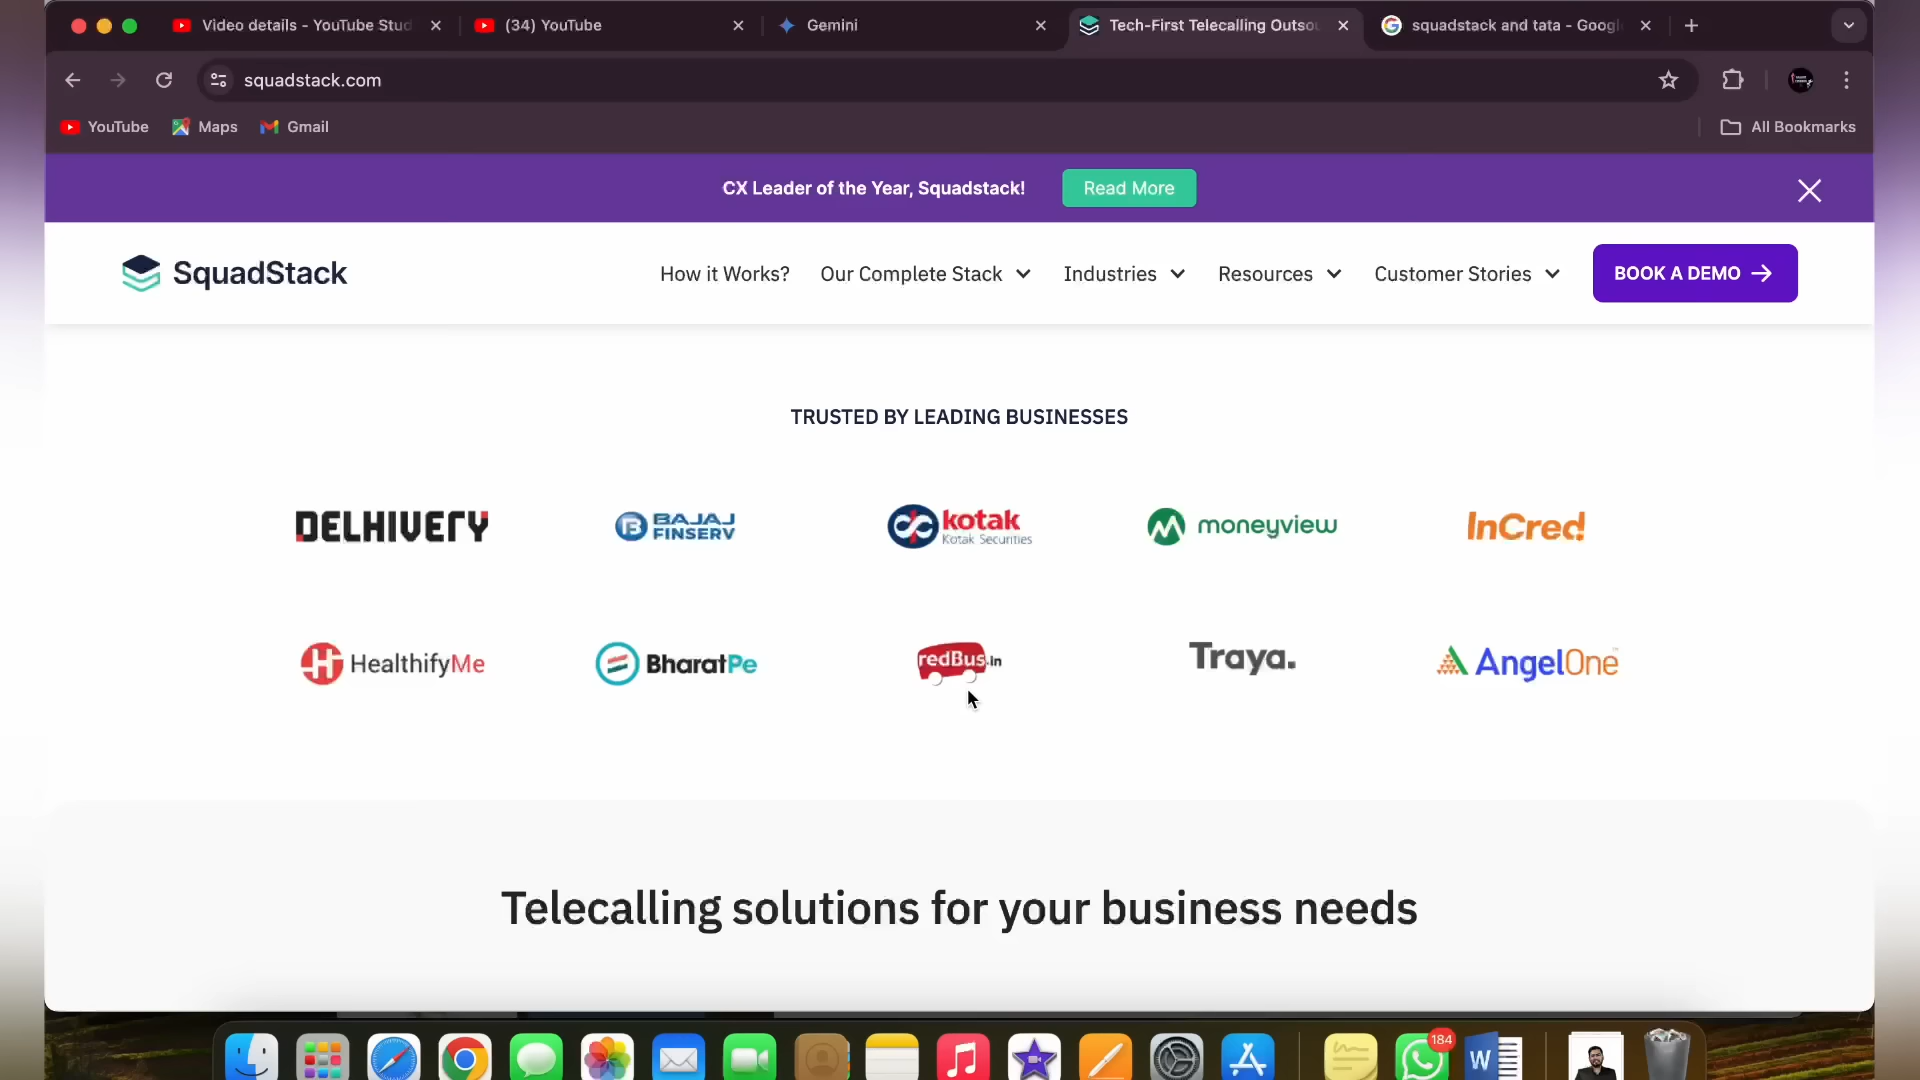 Video details - YouTube Stud
(34) YouTube
Gemini
Tech-First Telecalling Outsou
squadstack and tata - Googl
squadstack.com
YouTube
Maps
Gmail
All Bookmarks
CX Leader of the Year, Squadstack!
Read More
SquadStack
How it Works?
Our Complete Stack
Industries
Resources
Customer Stories
BOOK A DEMO
TRUSTED BY LEADING BUSINESSES
DELHIVERY
BAJAJ
FINSERV
kotak
Kotak Securities
moneyview
InCred!
HealthifyMe
BharatPe
redBus.in
Traya.
AngelOne
Telecalling solutions for your business needs
184
W